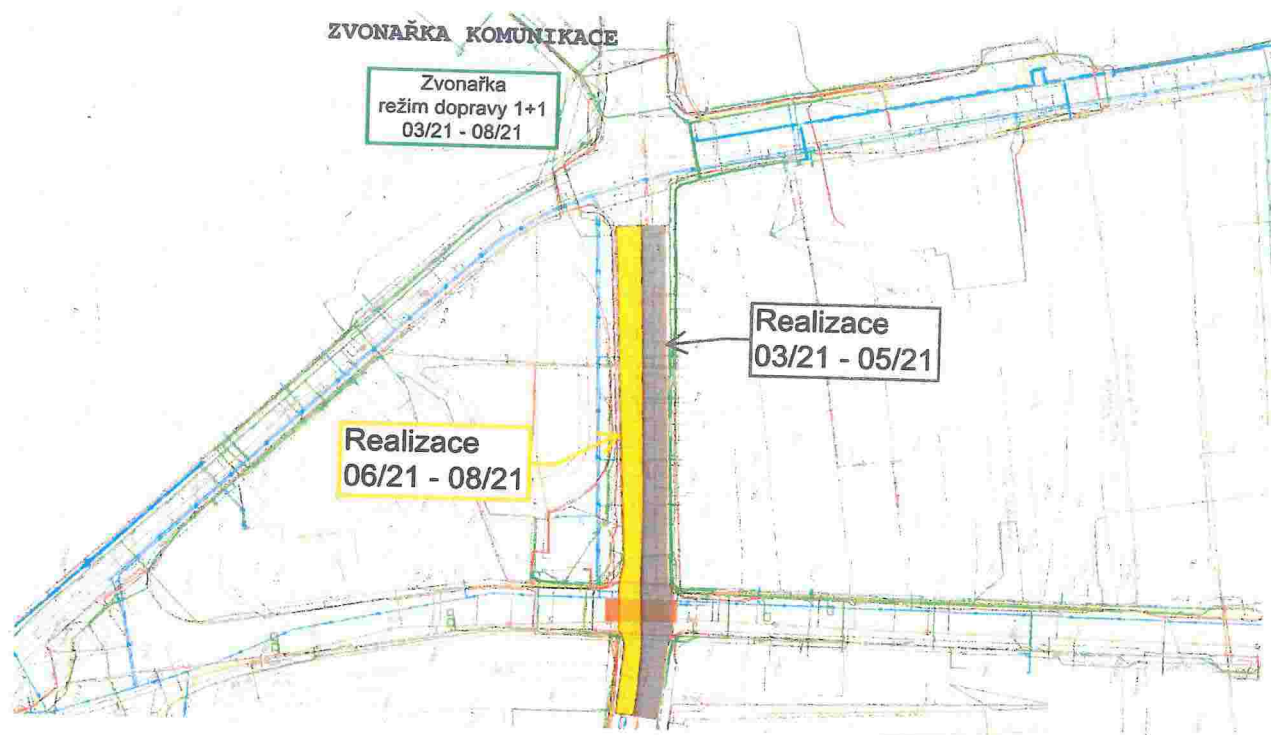 ZVONAŘKA KOMUNIKACE
Zvonařka
režim dopravy 1+1
03/21 - 08/21
Realizace
03/21 - 05/21
Realizace
06/21 - 08/21